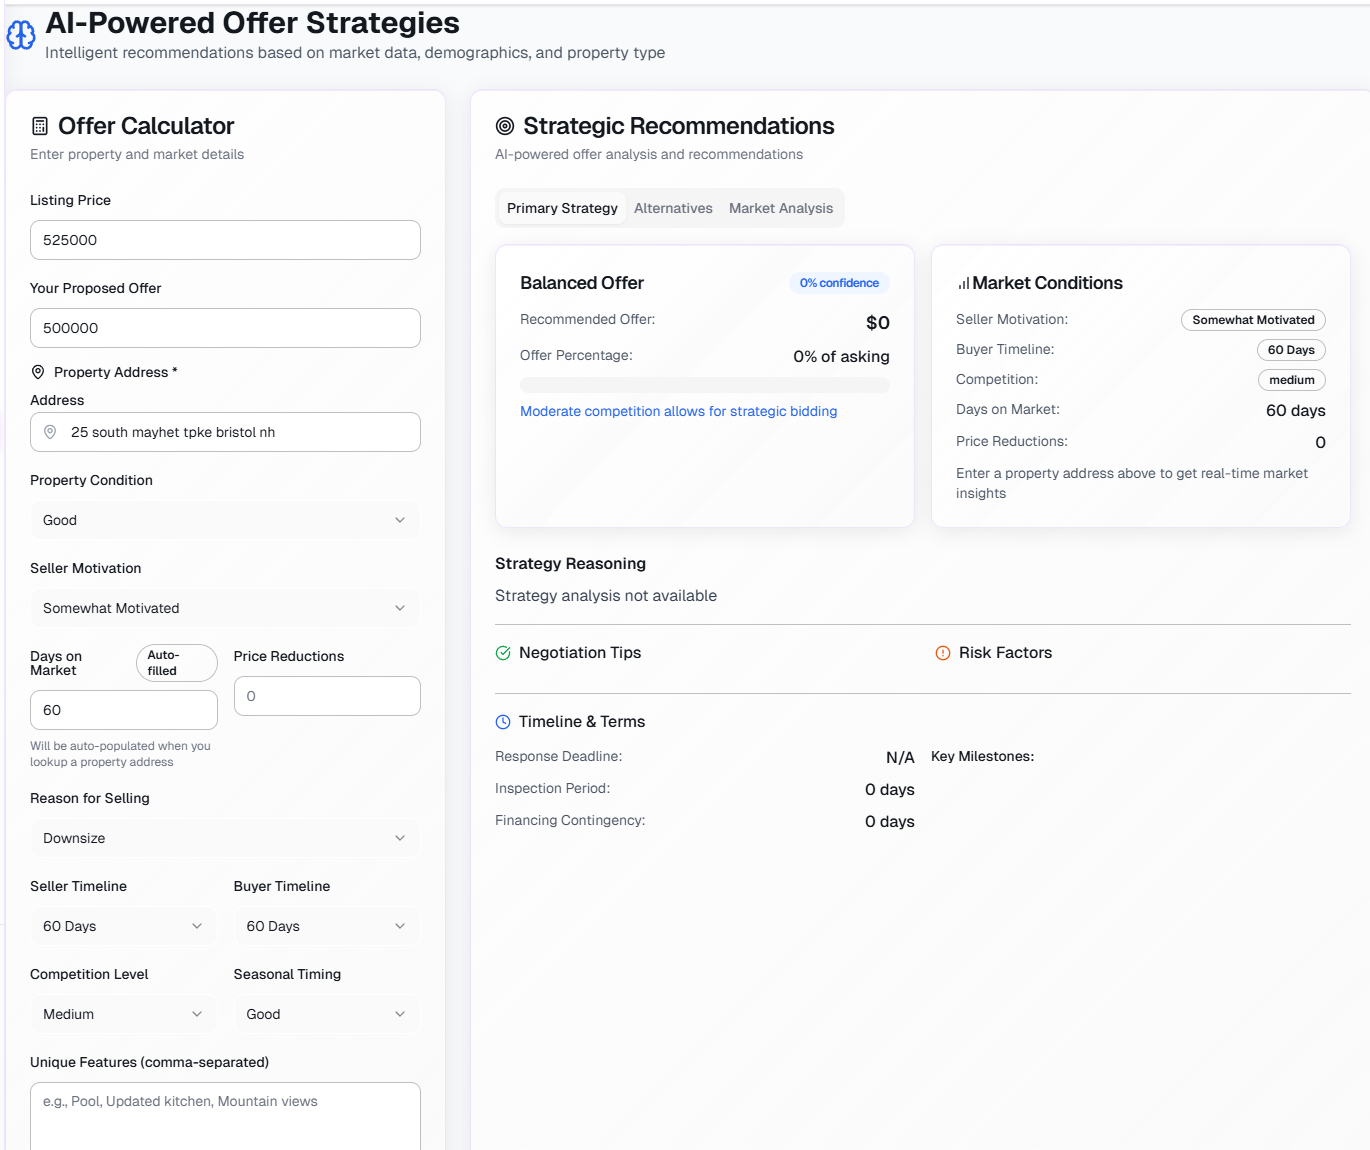 AI-Powered Offer Strategies
Intelligent recommendations based on market data, demographics, and property type
Offer Calculator
Enter property and market details
Listing Price
525000
Your Proposed Offer
500000
Property Address *
Address
25 south mayhet tpke bristol nh
Property Condition
Good
Seller Motivation
Somewhat Motivated
Days on
Market
Auto-
filled
60
Will be auto-populated when you
lookup a property address
Price Reductions
0
Reason for Selling
Downsize
Seller Timeline
60 Days
Buyer Timeline
60 Days
Competition Level
Medium
Seasonal Timing
Good
Unique Features (comma-separated)
e.g., Pool, Updated kitchen, Mountain views
Strategic Recommendations
AI-powered offer analysis and recommendations
Primary Strategy Alternatives Market Analysis
Balanced Offer 0% confidence
Recommended Offer: $0
Offer Percentage: 0% of asking
Moderate competition allows for strategic bidding
Market Conditions
Seller Motivation: Somewhat Motivated
Buyer Timeline: 60 Days
Competition: medium
Days on Market: 60 days
Price Reductions: 0
Enter a property address above to get real-time market
insights
Strategy Reasoning
Strategy analysis not available
Negotiation Tips
Risk Factors
Timeline & Terms
Response Deadline: N/A
Inspection Period: 0 days
Financing Contingency: 0 days
Key Milestones: